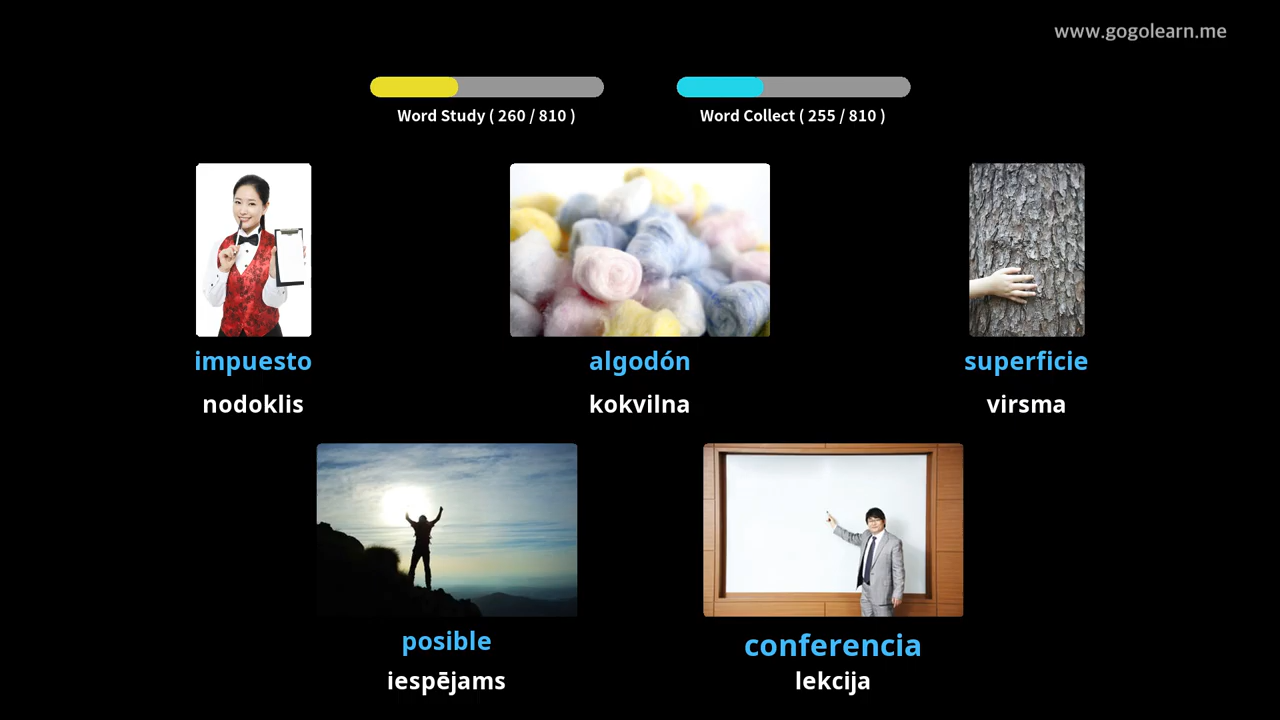 www.gogolearn.me
Word Study ( 260 / 810 )
Word Collect ( 255 / 810 )
impuesto
nodoklis
algodón
kokvilna
superficie
virsma
posible
iespējams
conferencia
lekcija